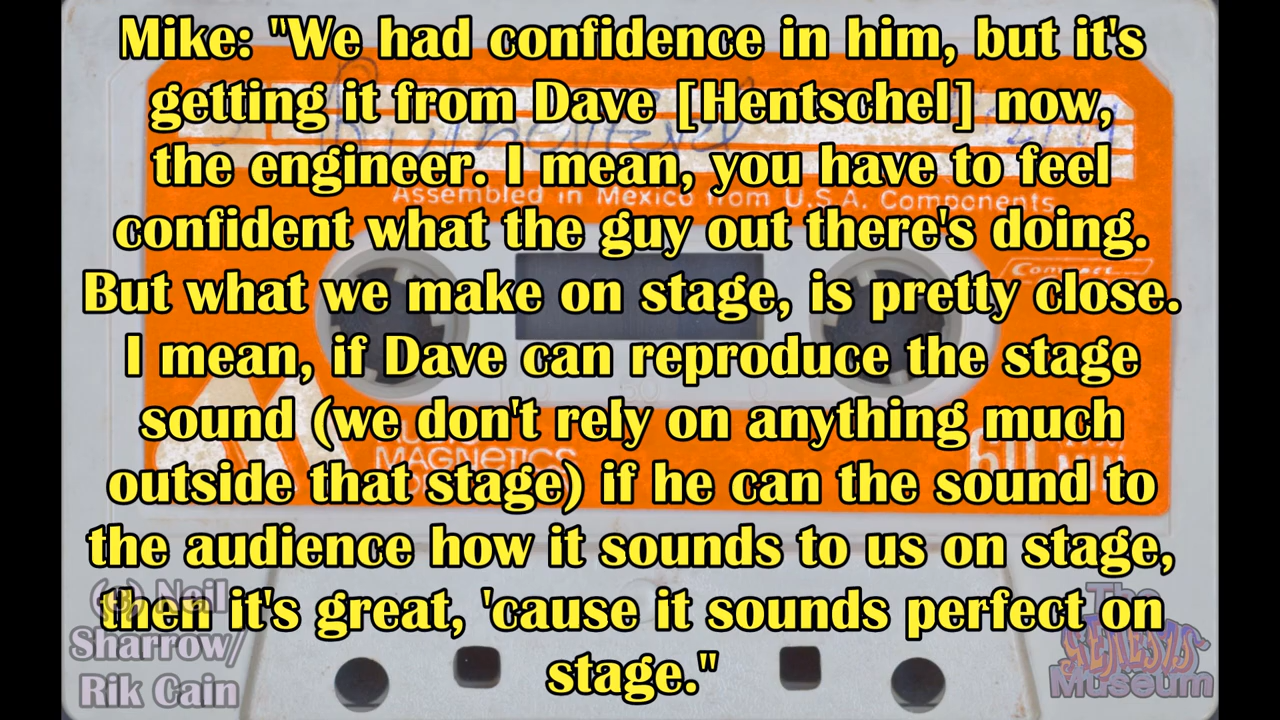 Mike: "We had confidence in him, but it's
getting it from Dave [Hentschel] now,
the engineer. I mean, you have to feel
confident what the guy out there's doing.
But what we make on stage, is pretty close.
I mean, if Dave can reproduce the stage
sound (we don't rely on anything much
outside that stage) if he can the sound to
the audience how it sounds to us on stage,
then it's great, 'cause it sounds perfect on
stage."
Assembled in Mexico from U.S.A. Components
MAGNETICS
60 MIN
(c) Neil
Sharrow/
Rik Cain
The
GENESIS
Museum